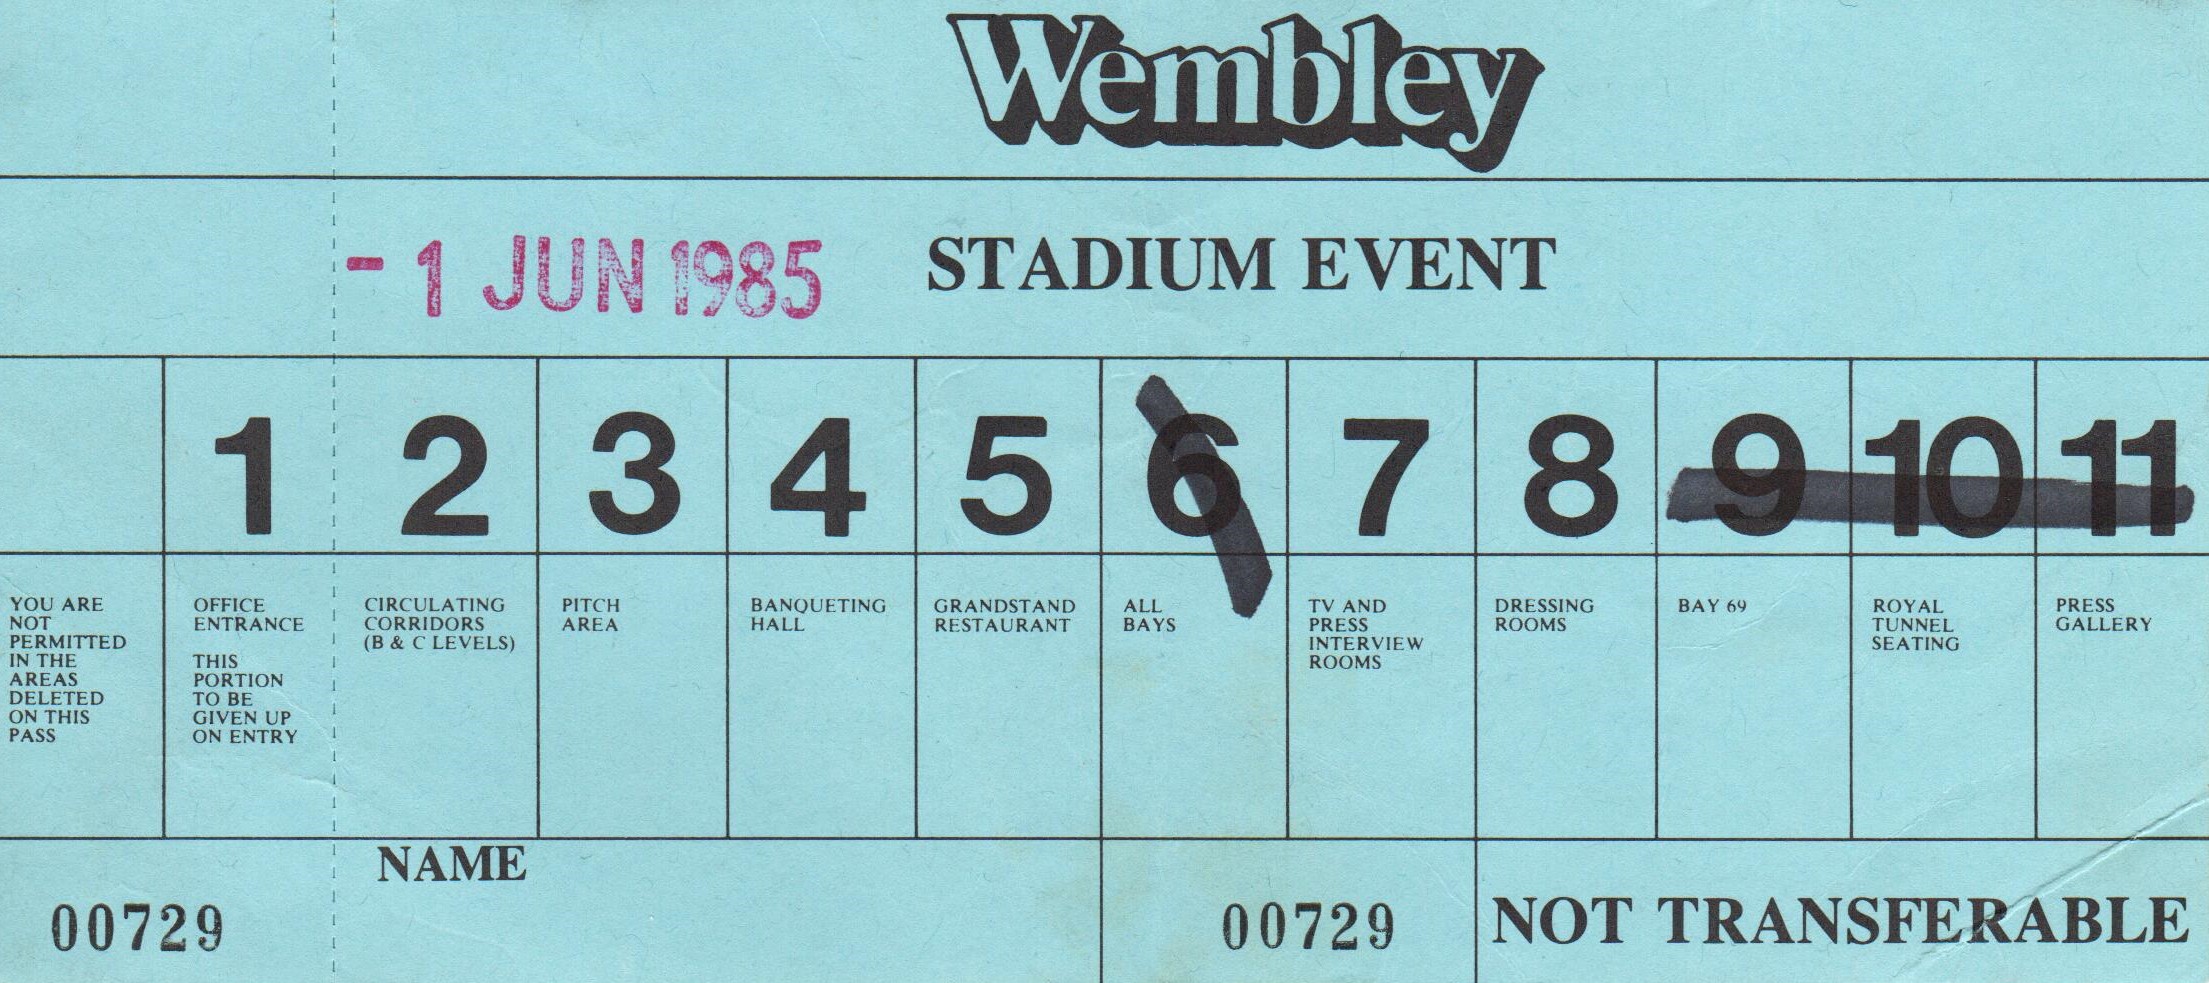 Wembley
- 1 JUN 1985
STADIUM EVENT
1
2
3
4
5
6
7
8
9
10
11
YOU ARE
NOT
PERMITTED
IN THE
AREAS
DELETED
ON THIS
PASS
OFFICE
ENTRANCE
THIS
PORTION
TO BE
GIVEN UP
ON ENTRY
CIRCULATING
CORRIDORS
(B & C LEVELS)
PITCH
AREA
BANQUETING
HALL
GRANDSTAND
RESTAURANT
ALL
BAYS
TV AND
PRESS
INTERVIEW
ROOMS
DRESSING
ROOMS
BAY 69
ROYAL
TUNNEL
SEATING
PRESS
GALLERY
00729
NAME
00729
NOT TRANSFERABLE